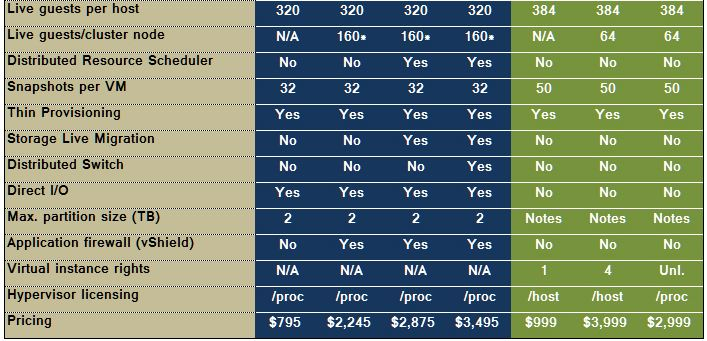 Live guests per host 320 320 320 320 384 384 384
Live guests/cluster node N/A 160* 160* 160* N/A 64 64
Distributed Resource Scheduler No No Yes Yes No No No
Snapshots per VM 32 32 32 32 50 50 50
Thin Provisioning Yes Yes Yes Yes Yes Yes Yes
Storage Live Migration No No Yes Yes No No No
Distributed Switch No No No Yes No No No
Direct I/O Yes Yes Yes Yes No No No
Max. partition size (TB) 2 2 2 2 Notes Notes Notes
Application firewall (vShield) No Yes Yes Yes No No No
Virtual instance rights N/A N/A N/A N/A 1 4 Unl.
Hypervisor licensing /proc /proc /proc /proc /host /host /proc
Pricing $795 $2,245 $2,875 $3,495 $999 $3,999 $2,999